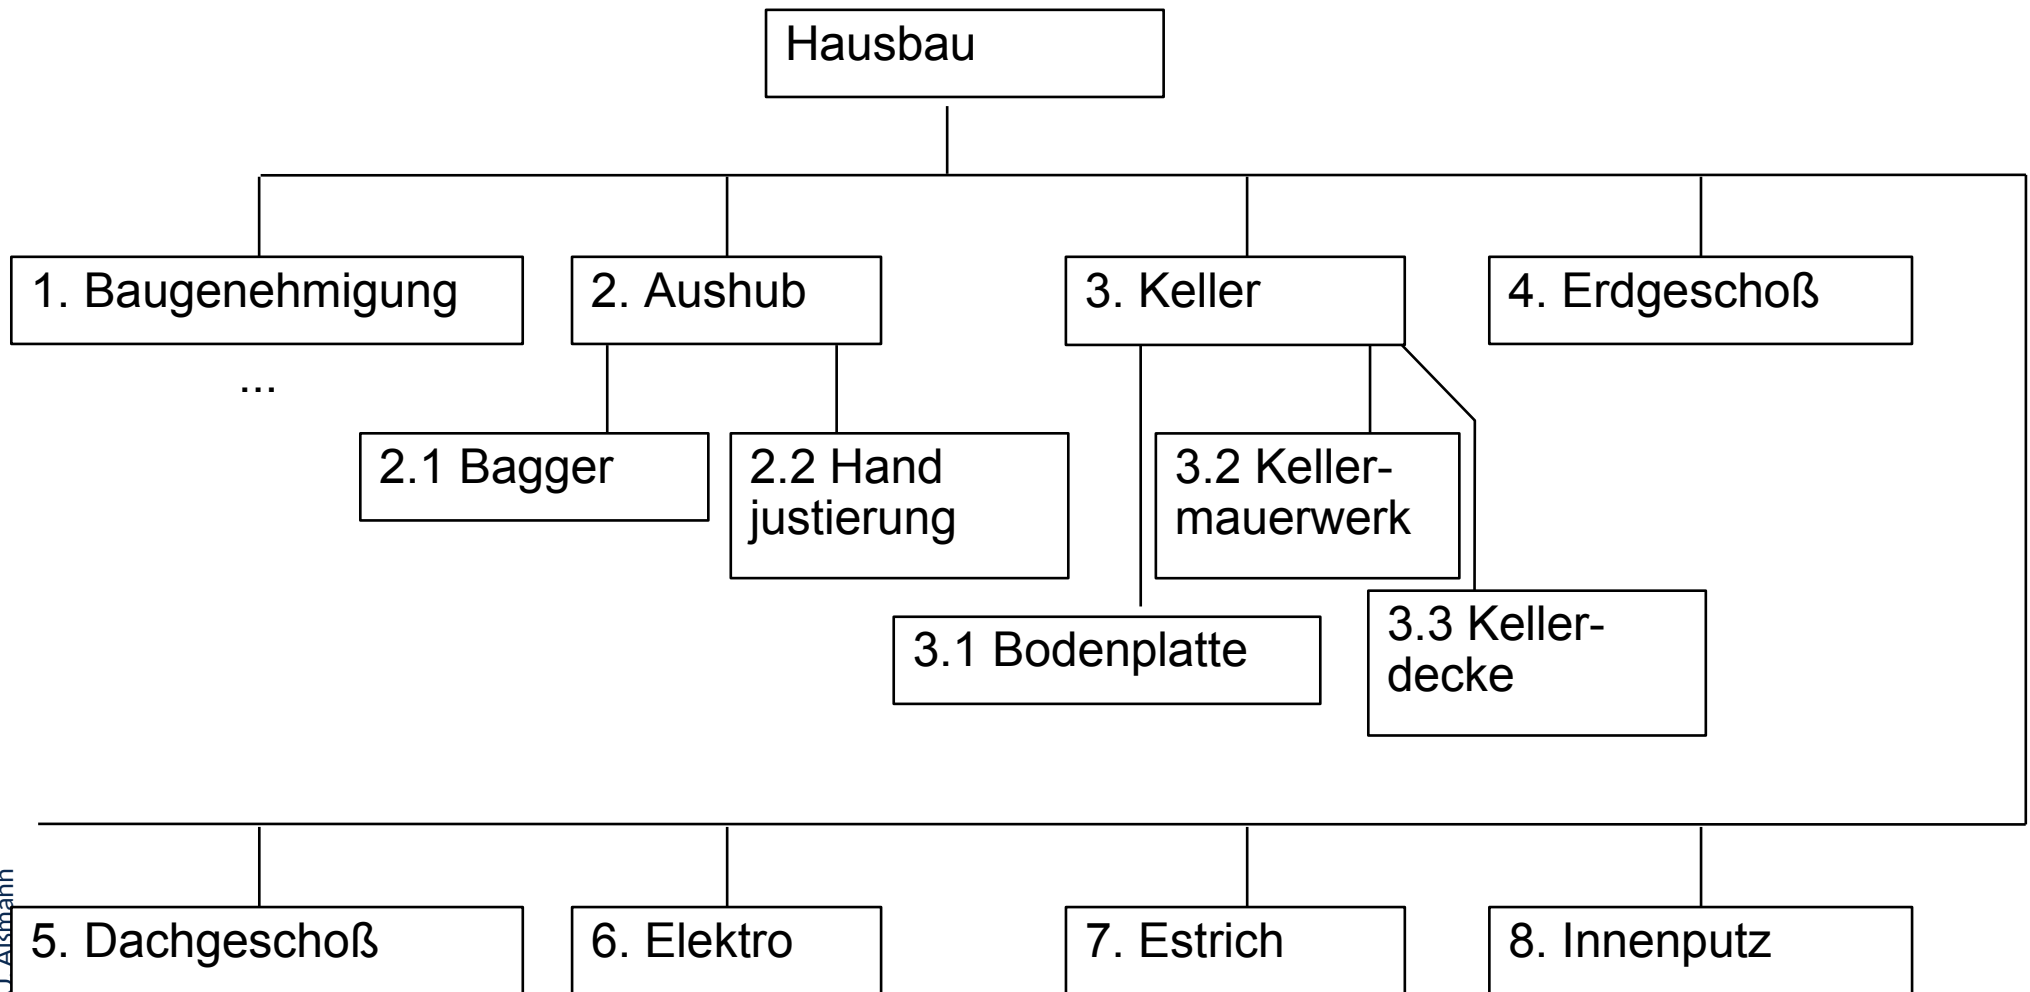 Hausbau
1. Baugenehmigung
2. Aushub
3. Keller
4. Erdgeschoß
...
2.1 Bagger
2.2 Hand
justierung
3.2 Keller-
mauerwerk
3.1 Bodenplatte
3.3 Keller-
decke
5. Dachgeschoß
6. Elektro
7. Estrich
8. Innenputz